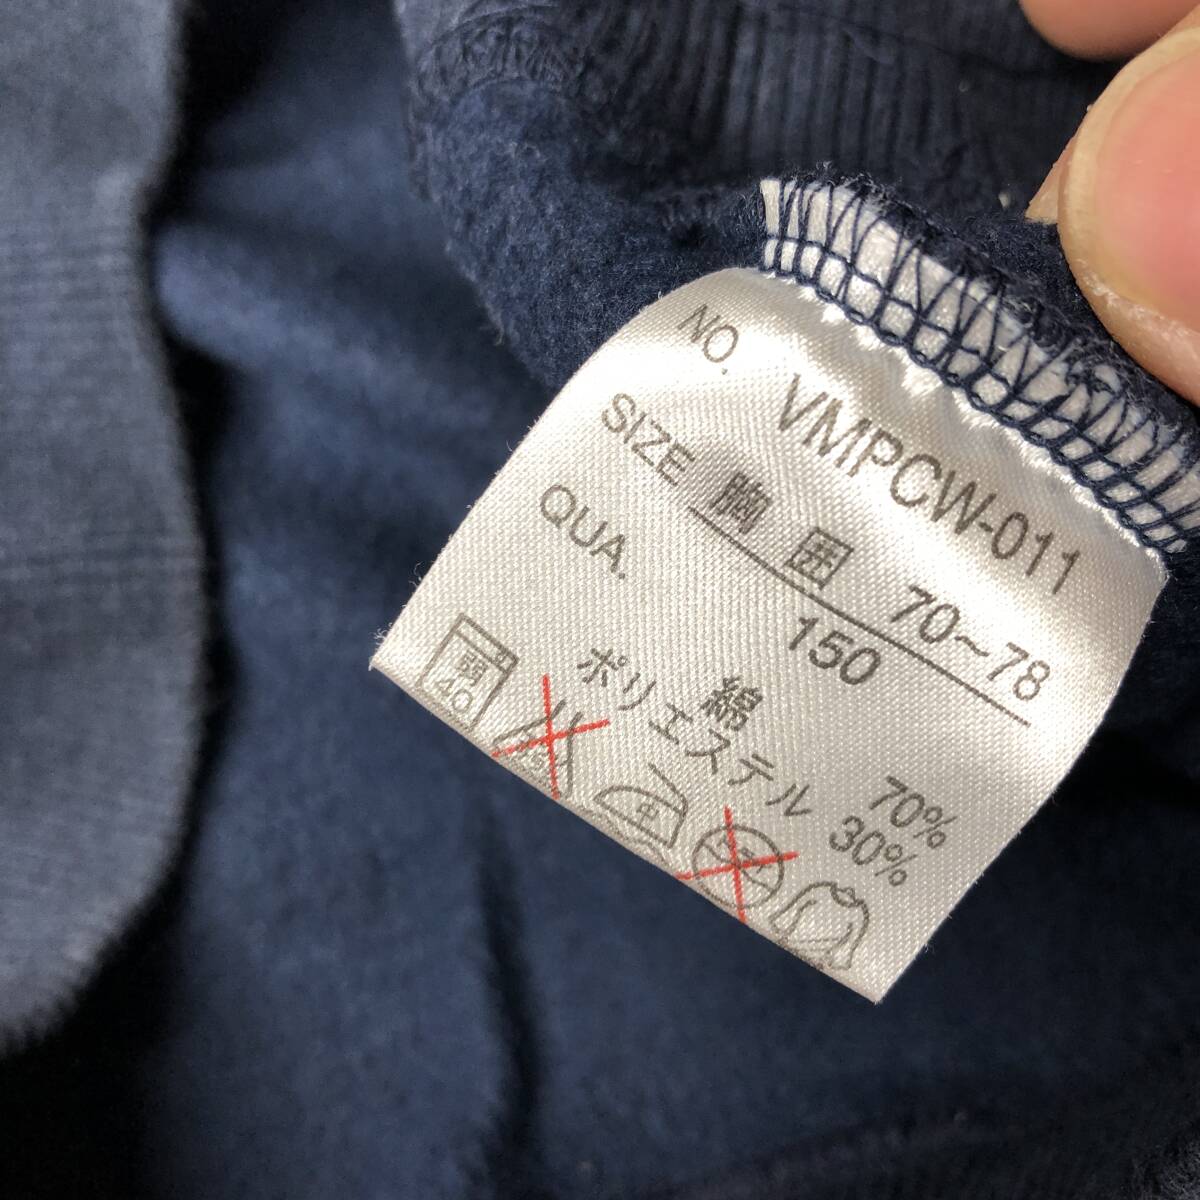 NO. VMPCW-011
SIZE 胸囲 70~78
150
QUA. 綿 70%
ポリエステル 30%
弱 40
中